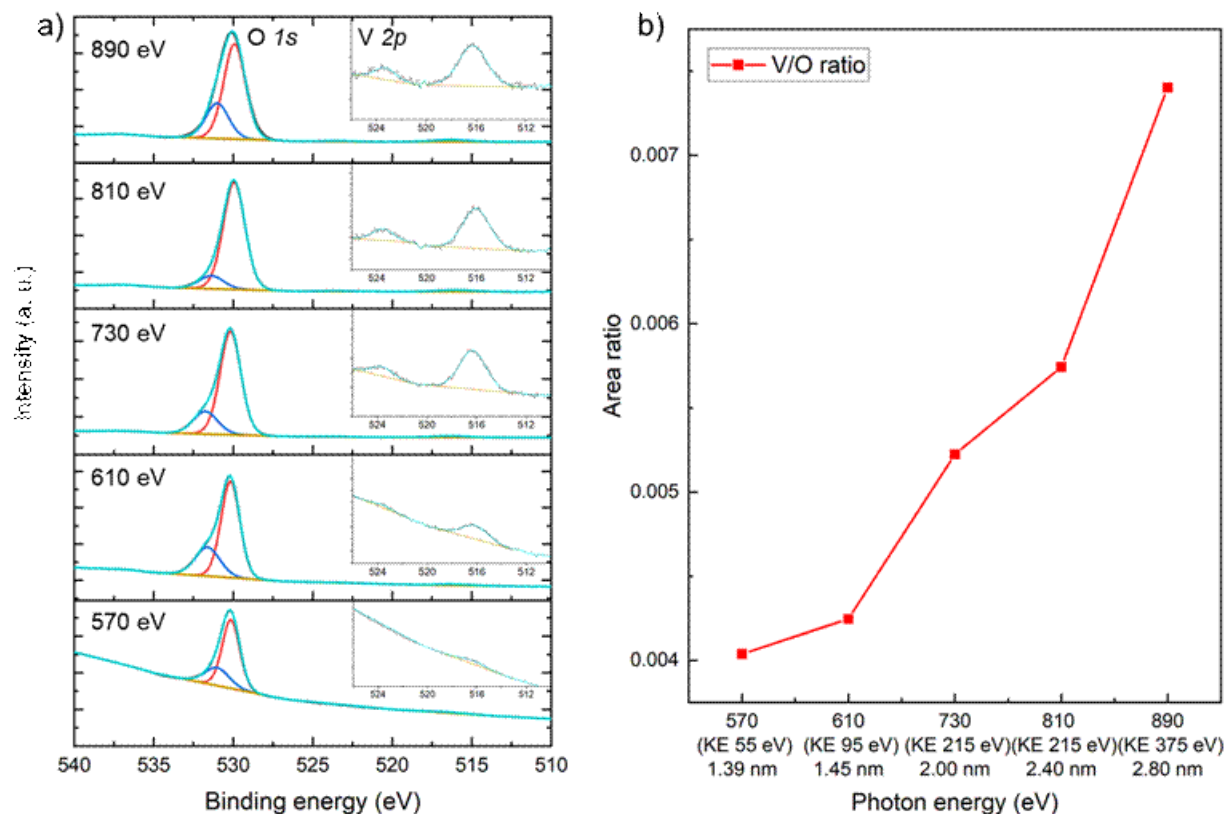 a)
890 eV
O 1s
V 2p
524 520 516 512
810 eV
524 520 516 512
730 eV
524 520 516 512
610 eV
524 520 516 512
570 eV
524 520 516 512
Intensity (a. u.)
540 535 530 525 520 515 510
Binding energy (eV)
b)
V/O ratio
0.007
0.006
0.005
0.004
Area ratio
570 610 730 810 890
(KE 55 eV) (KE 95 eV) (KE 215 eV) (KE 215 eV) (KE 375 eV)
1.39 nm 1.45 nm 2.00 nm 2.40 nm 2.80 nm
Photon energy (eV)